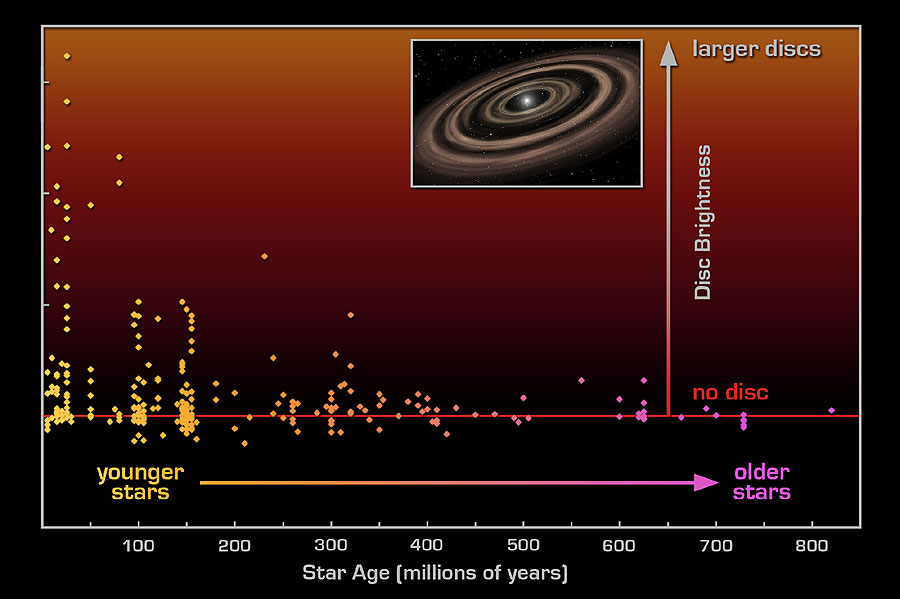 larger discs
Disc Brightness
no disc
younger
stars
older
stars
100 200 300 400 500 600 700 800
Star Age (millions of years)